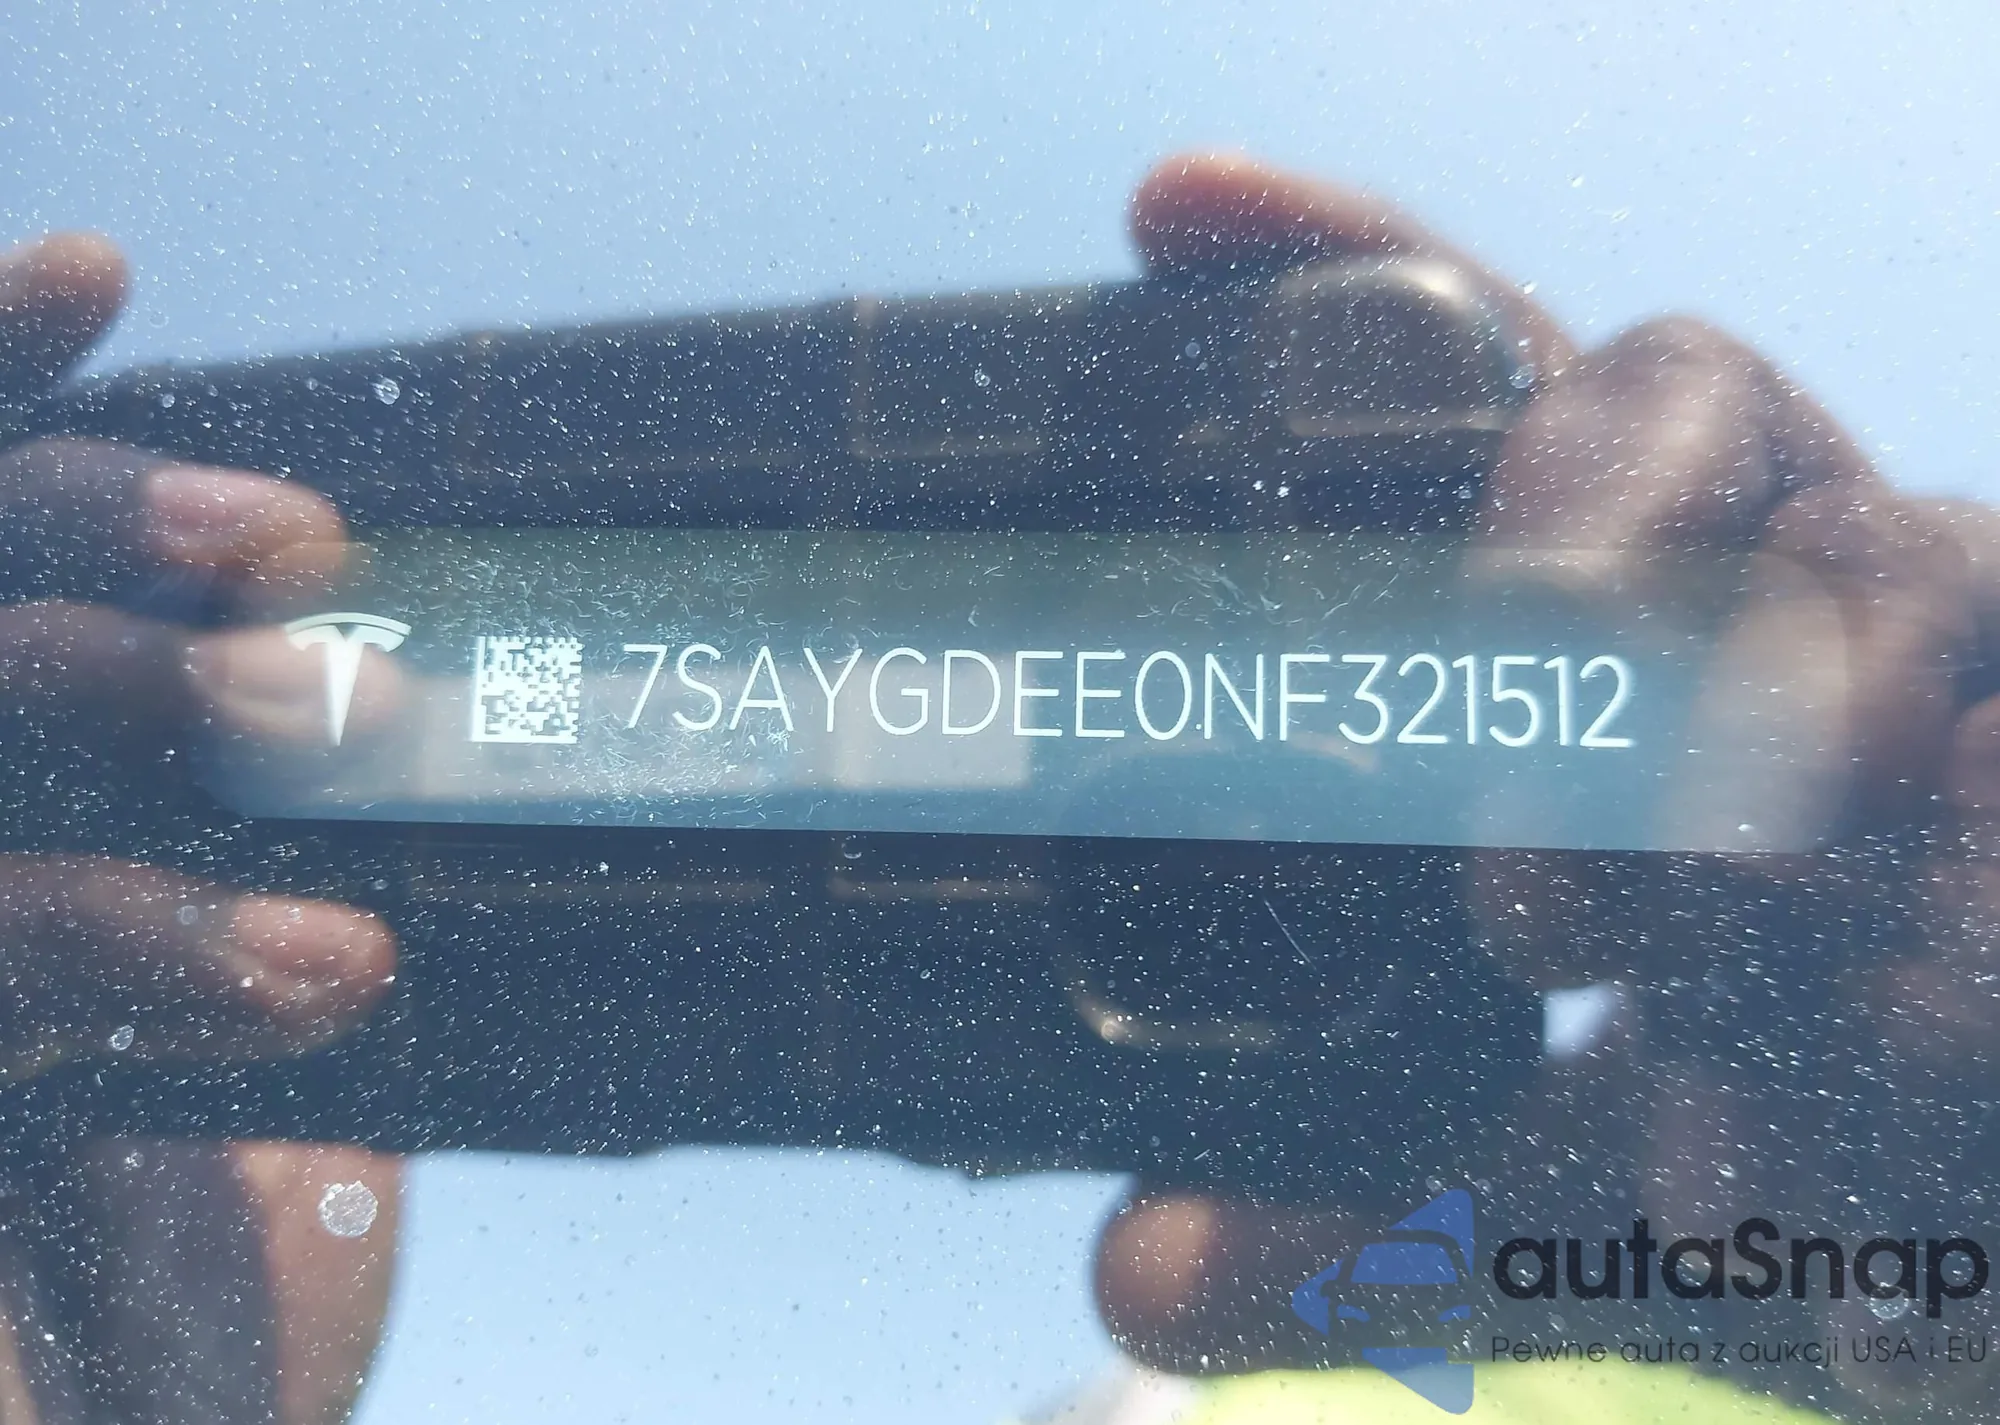 7SAYGDEE0NF321512
autaSnap
Pewne auta z aukcji USA i EU